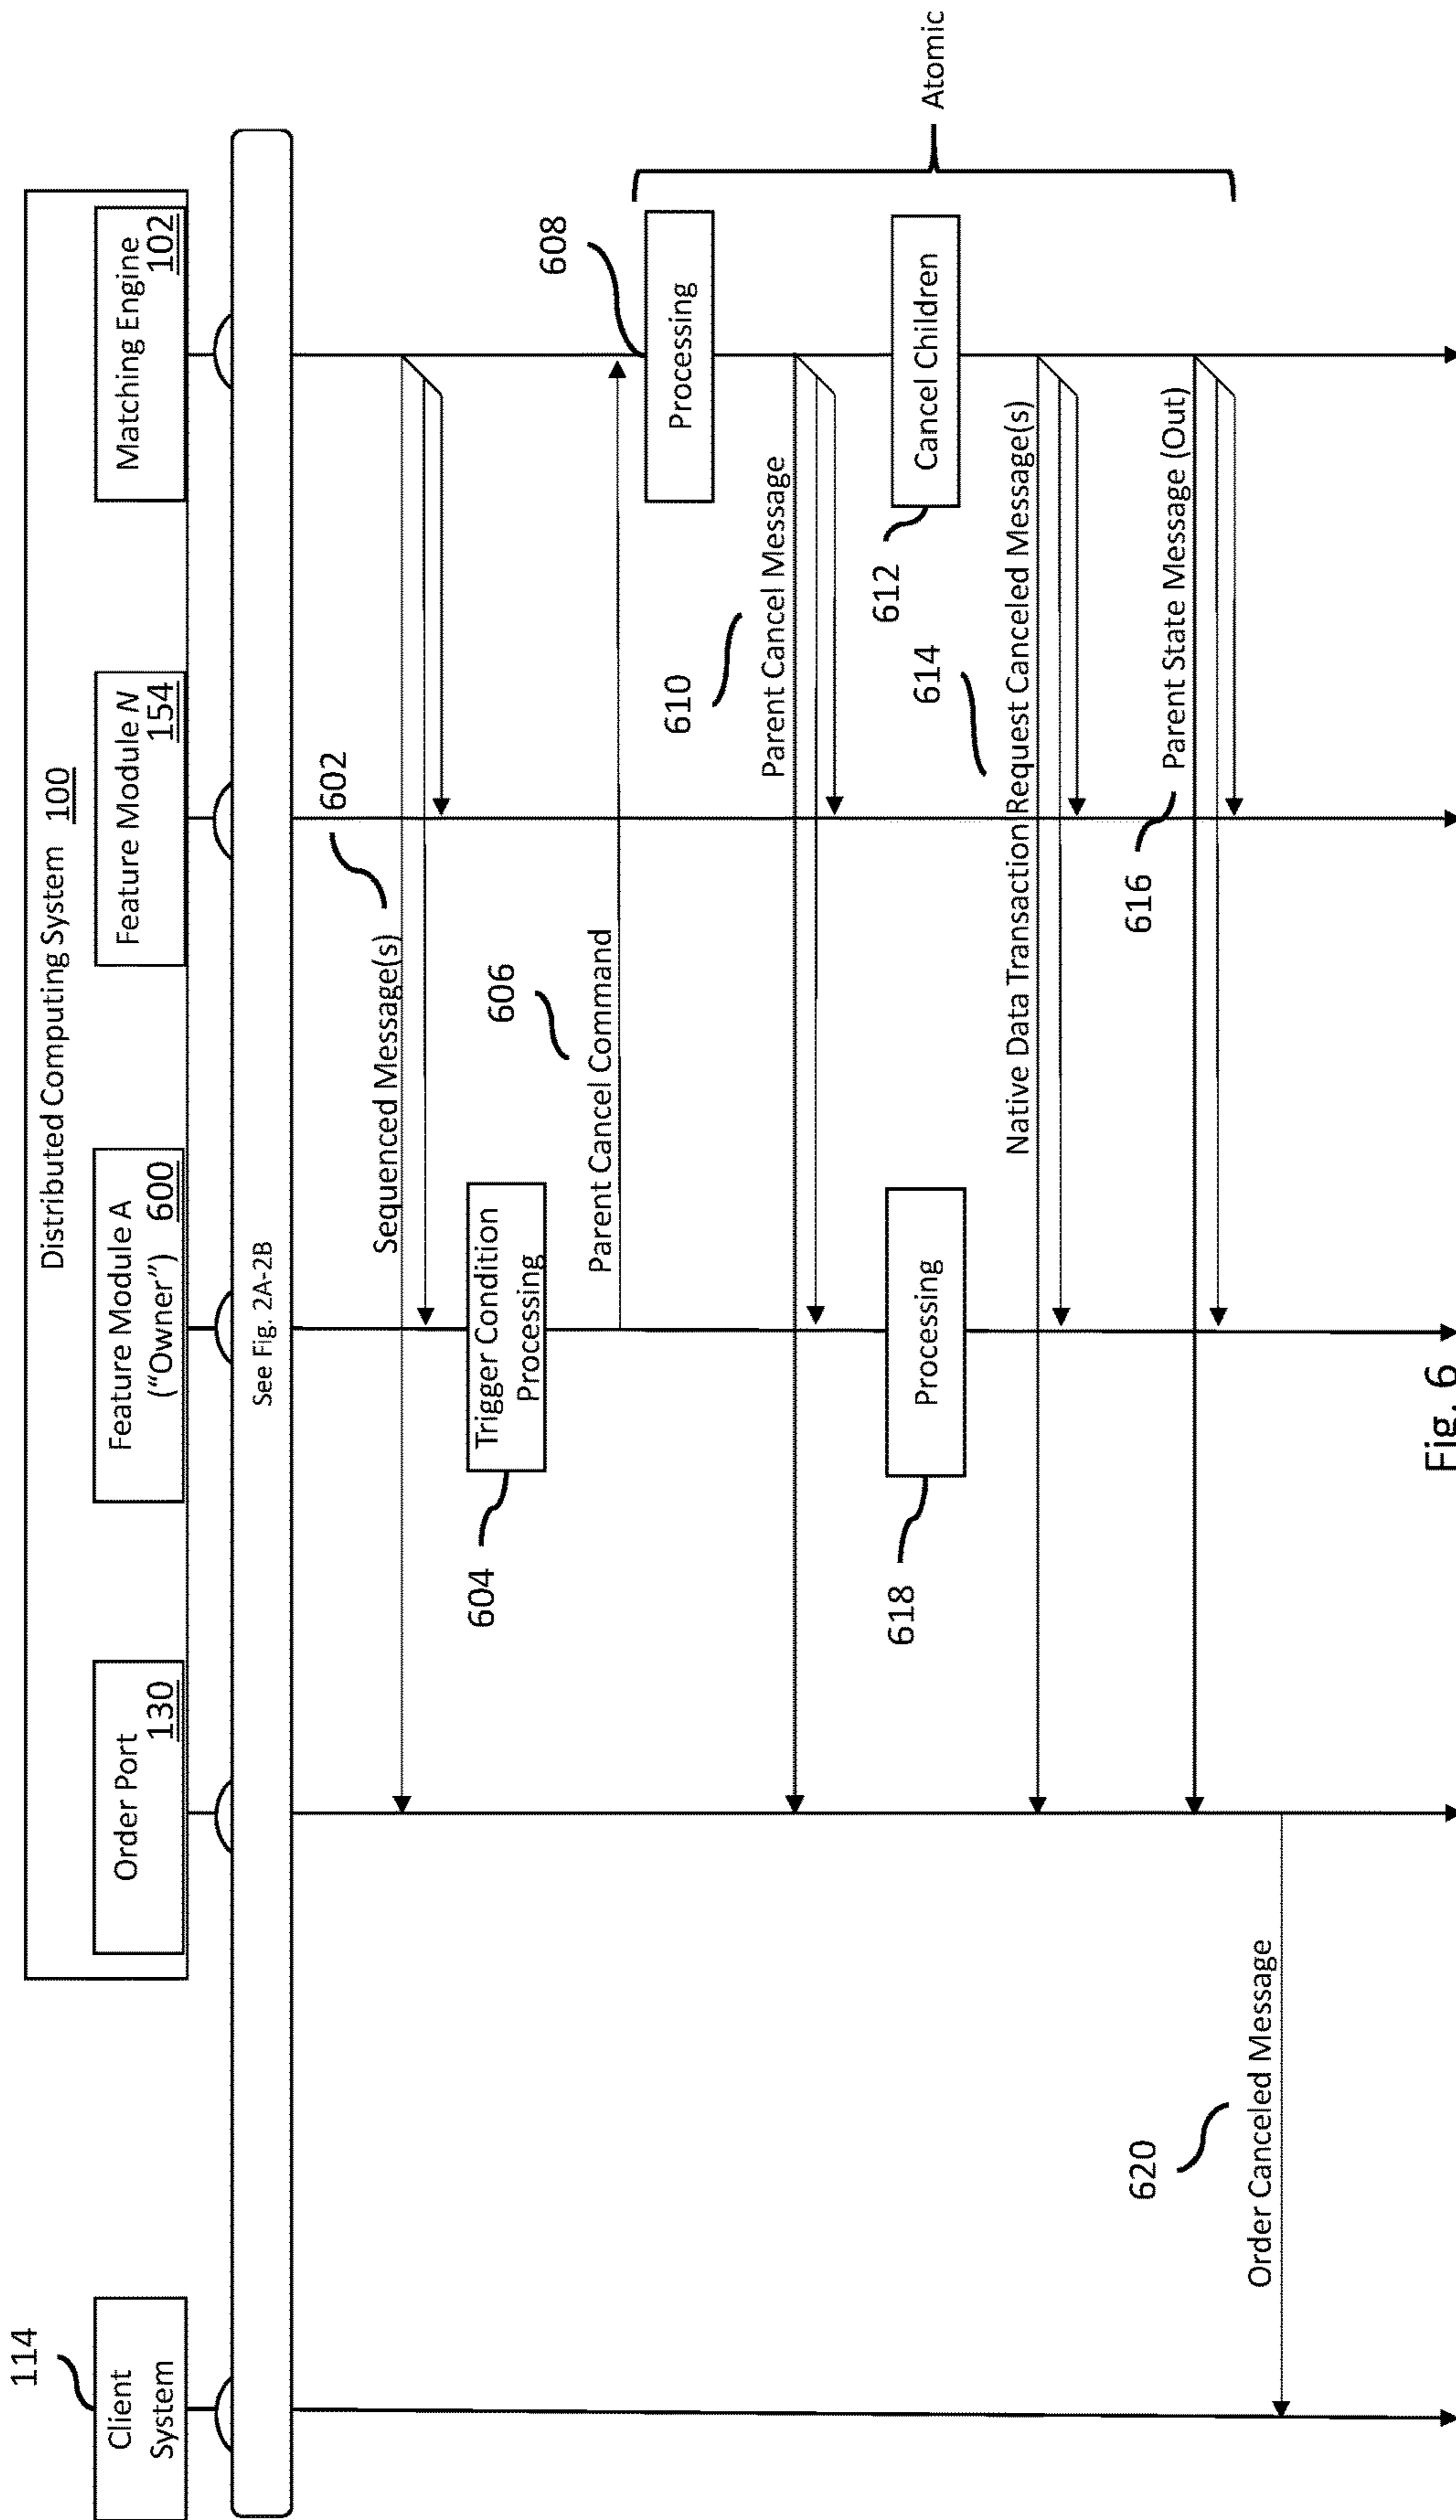 Distributed Computing System 100
114
Client
System
Order Port
130
Feature Module A
("Owner") 600
Feature Module N
154
Matching Engine
102
See Fig. 2A-2B
602
Sequenced Message(s)
604
Trigger Condition
Processing
606
Parent Cancel Command
608
Processing
610
Parent Cancel Message
612
Cancel Children
618
Processing
614
Native Data Transaction Request Canceled Message(s)
616
Parent State Message (Out)
Atomic
620
Order Canceled Message
Fig. 6